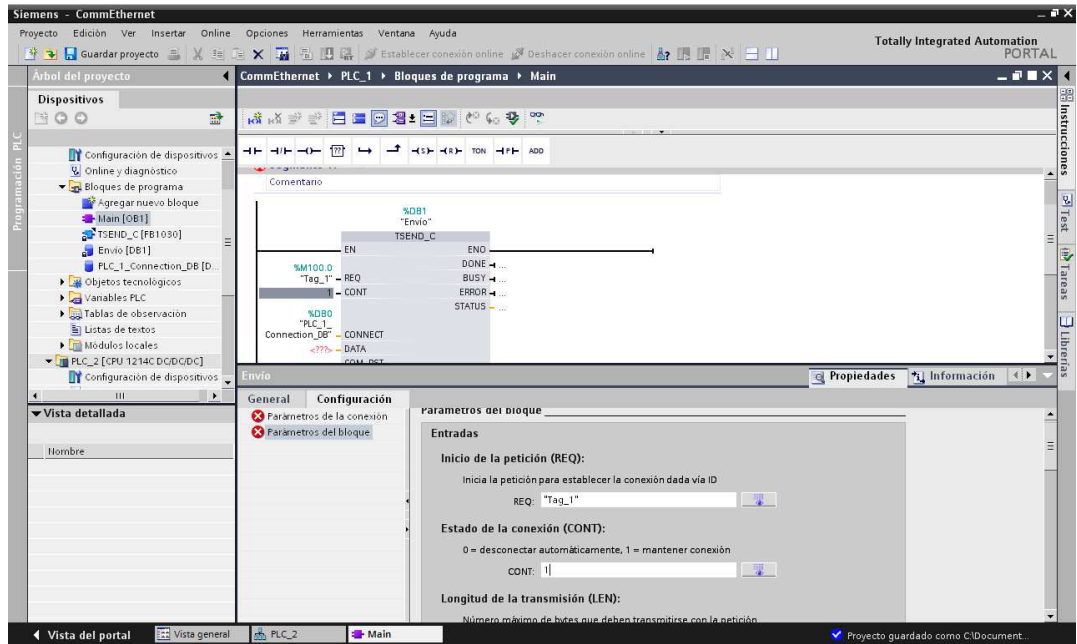 Siemens - CommEthernet
Proyecto Edición Ver Insertar Online Opciones Herramientas Ventana Ayuda
Guardar proyecto
Establecer conexión online
Deshacer conexión online
Totally Integrated Automation
PORTAL
Árbol del proyecto
CommEthernet ▸ PLC_1 ▸ Bloques de programa ▸ Main
Dispositivos
Programación PLC
Configuración de dispositivos
Online y diagnóstico
Bloques de programa
Agregar nuevo bloque
Main [OB1]
TSEND_C [FB1030]
Envío [DB1]
PLC_1_Connection_DB [D...
Objetos tecnológicos
Variables PLC
Tablas de observación
Listas de textos
Módulos locales
PLC_2 [CPU 1214C DC/DC/DC]
Configuración de dispositivos
Vista detallada
Nombre
TON
ADD
Comentario
%DB1
"Envío"
TSEND_C
EN ENO
DONE ...
%M100.0
"Tag_1" REQ BUSY ...
1 CONT ERROR ...
STATUS ...
%DB0
"PLC_1_
Connection_DB" CONNECT
<???> DATA
COM_RST
Instrucciones
Test
Tareas
Librerías
Envío
Propiedades
Información
General Configuración
Parámetros de la conexión
Parámetros del bloque
Parámetros del bloque
Entradas
Inicio de la petición (REQ):
Inicia la petición para establecer la conexión dada vía ID
REQ: "Tag_1"
Estado de la conexión (CONT):
0 = desconectar automáticamente, 1 = mantener conexión
CONT: 1
Longitud de la transmisión (LEN):
Número máximo de bytes que deben transmitirse con la petición
Vista del portal
Vista general
PLC_2
Main
Proyecto guardado como C:\Document...